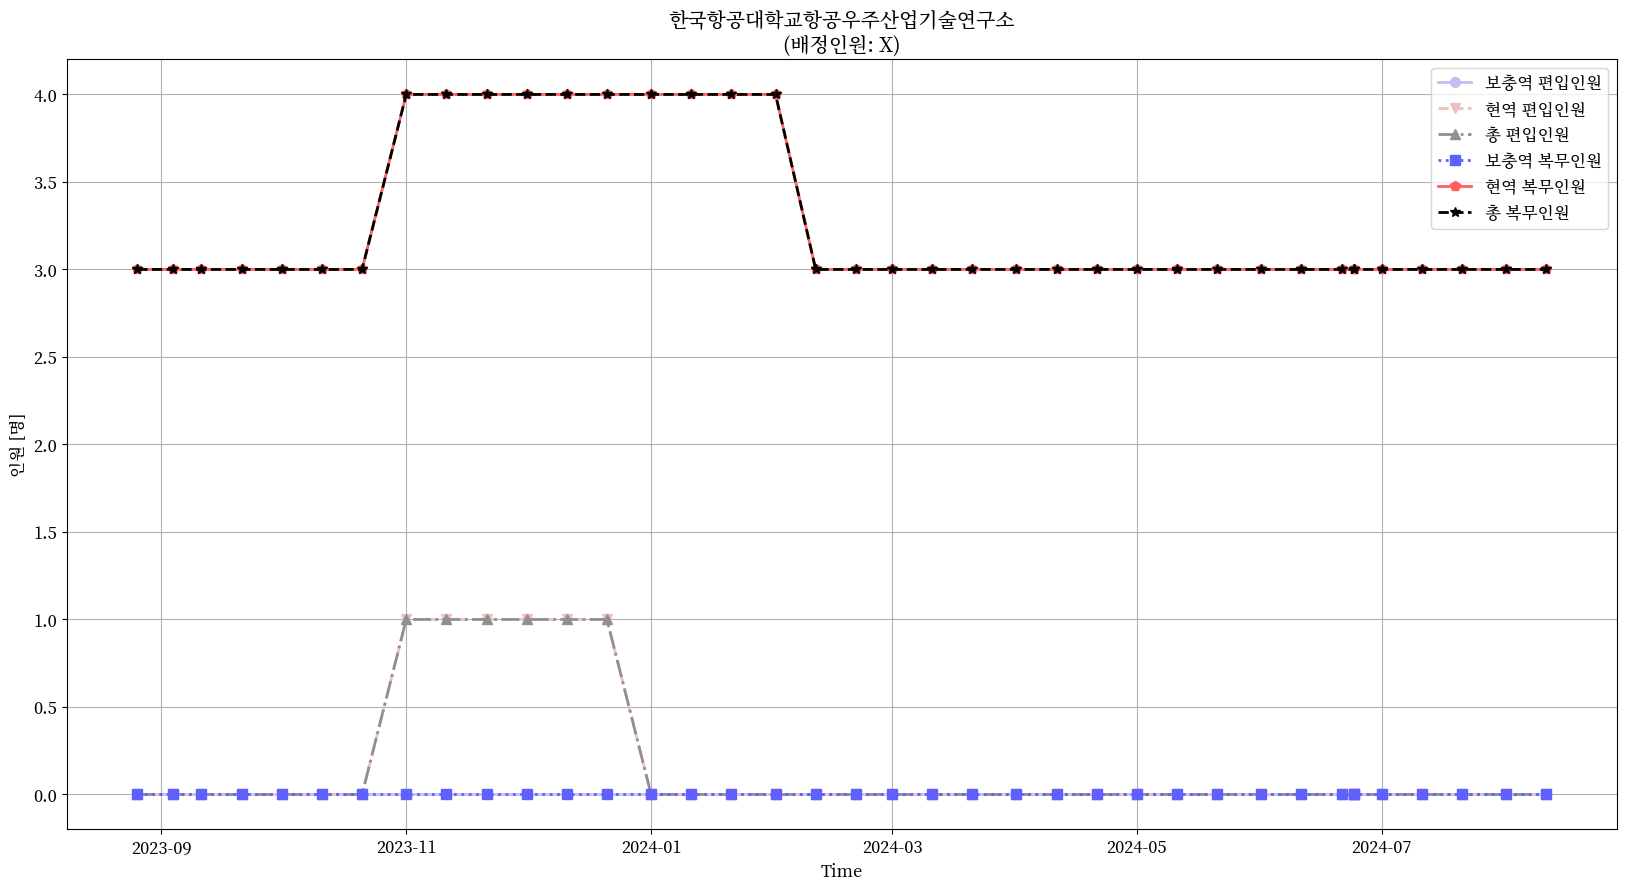 한국항공대학교항공우주산업기술연구소
(배정인원: X)
보충역 편입인원
현역 편입인원
총 편입인원
보충역 복무인원
현역 복무인원
총 복무인원
인원 [명]
4.0
3.5
3.0
2.5
2.0
1.5
1.0
0.5
0.0
2023-09 2023-11 2024-01 2024-03 2024-05 2024-07
Time